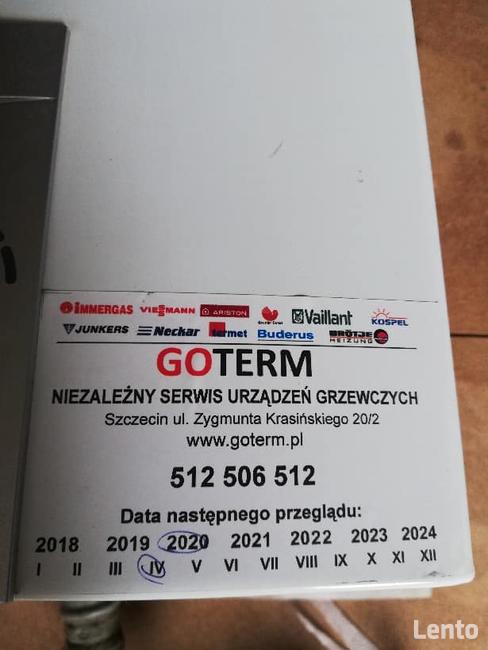 IMMERGAS VIESMANN ARISTON Vaillant KOSPEL
JUNKERS Neckar termet Buderus BRÖTJE HEIZUNG
GOTERM
NIEZALEŻNY SERWIS URZĄDZEŃ GRZEWCZYCH
Szczecin ul. Zygmunta Krasińskiego 20/2
www.goterm.pl
512 506 512
Data następnego przeglądu:
2018 2019 2020 2021 2022 2023 2024
I II III IV V VI VII VIII IX X XI XII
Lento